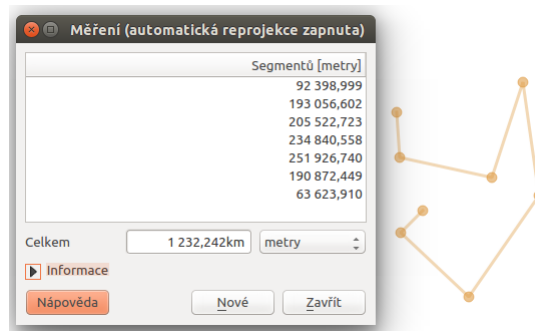 Měření (automatická reprojekce zapnuta)
Segmentů [metry]
92 398,999
193 056,602
205 522,723
234 840,558
251 926,740
190 872,449
63 623,910
Celkem 1 232,242km metry
Informace
Nápověda Nové Zavřít